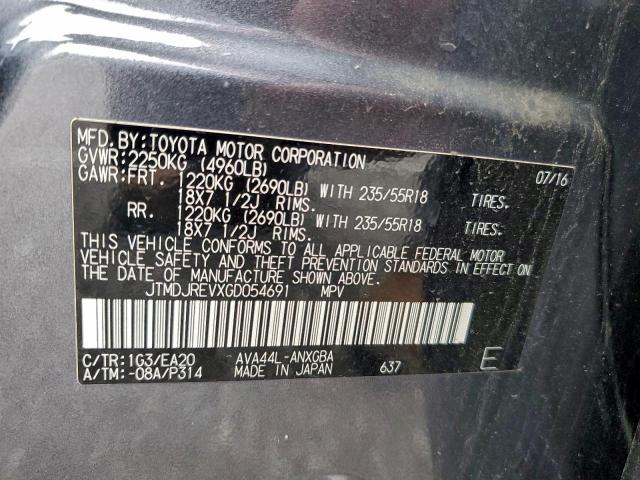 MFD. BY: TOYOTA MOTOR CORPORATION
GVWR: 2250KG (4960LB) 07/16
GAWR: FRT. 1220KG (2690LB) WITH 235/55R18 TIRES.
18X7 1/2J RIMS.
RR. 1220KG (2690LB) WITH 235/55R18 TIRES.
18X7 1/2J RIMS.
THIS VEHICLE CONFORMS TO ALL APPLICABLE FEDERAL MOTOR
VEHICLE SAFETY AND THEFT PREVENTION STANDARDS IN EFFECT
ON THE DATE OF MANUFACTURE SHOWN ABOVE.
JTMDJREVXGD054691 MPV
C/TR: 1G3/EA20 AVA44L-ANXGBA
A/TM: -08A/P314 MADE IN JAPAN 637 E